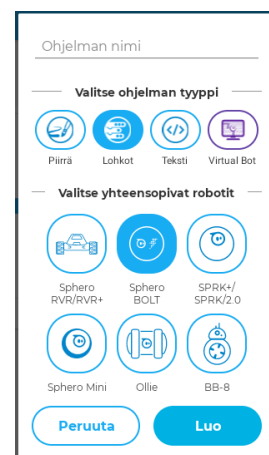 Ohjelman nimi
Valitse ohjelman tyyppi
Piirrä Lohkot Teksti Virtual Bot
Valitse yhteensopivat robotit
Sphero RVR/RVR+
Sphero BOLT
SPRK+/ SPRK/2.0
Sphero Mini Ollie BB-8
Peruuta Luo